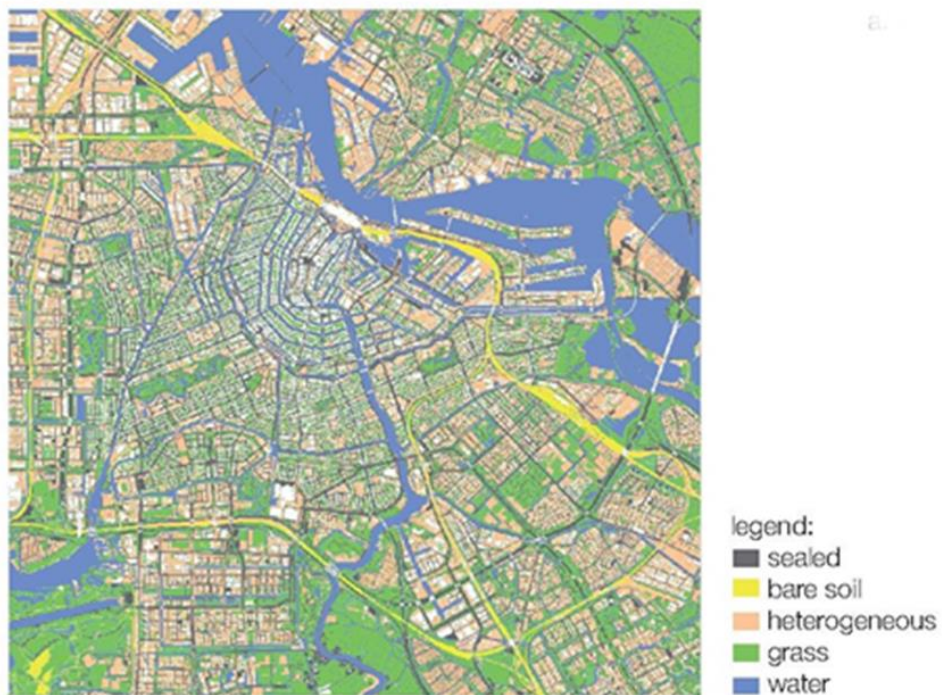 a.
legend:
sealed
bare soil
heterogeneous
grass
water